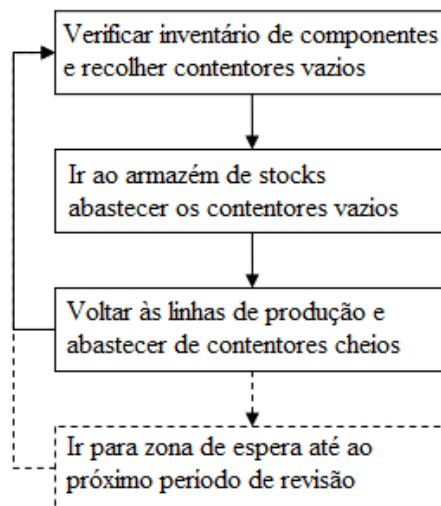 Verificar inventário de componentes
e recolher contentores vazios
Ir ao armazém de stocks
abastecer os contentores vazios
Voltar às linhas de produção e
abastecer de contentores cheios
Ir para zona de espera até ao
próximo período de revisão